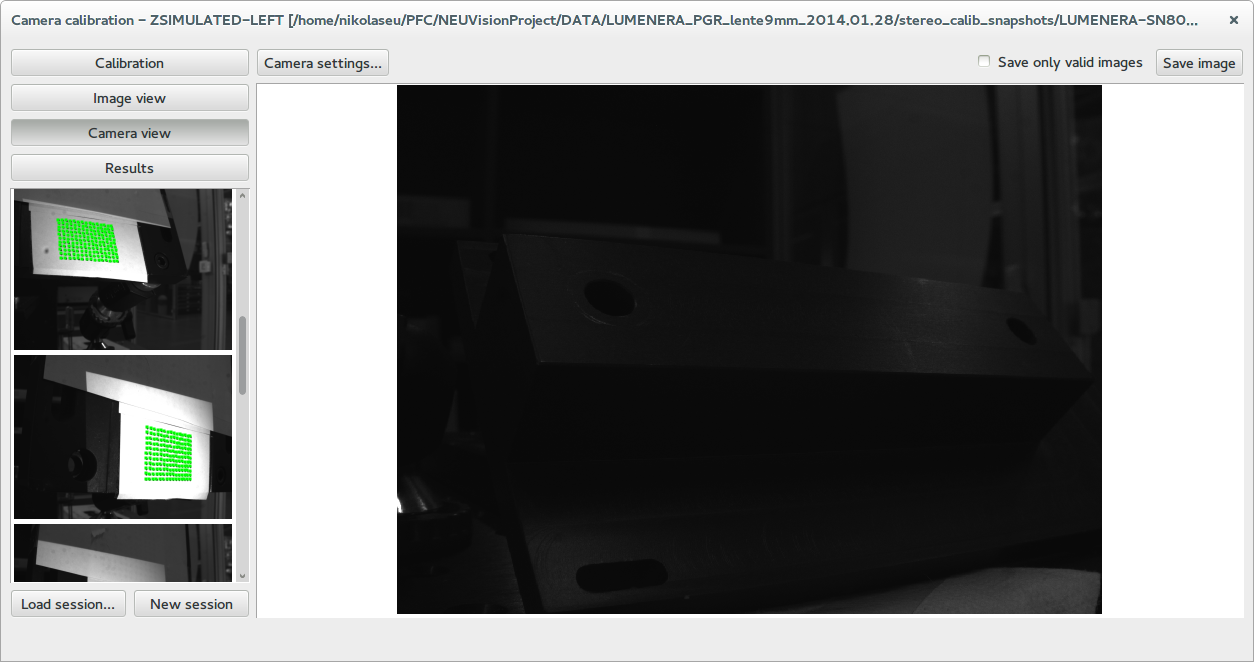 Camera calibration - ZSIMULATED-LEFT [/home/nikolaseu/PFC/NEUVisionProject/DATA/LUMENERA_PGR_lente9mm_2014.01.28/stereo_calib_snapshots/LUMENERA-SN80...
Calibration
Camera settings...
Save only valid images
Save image
Image view
Camera view
Results
Load session...
New session